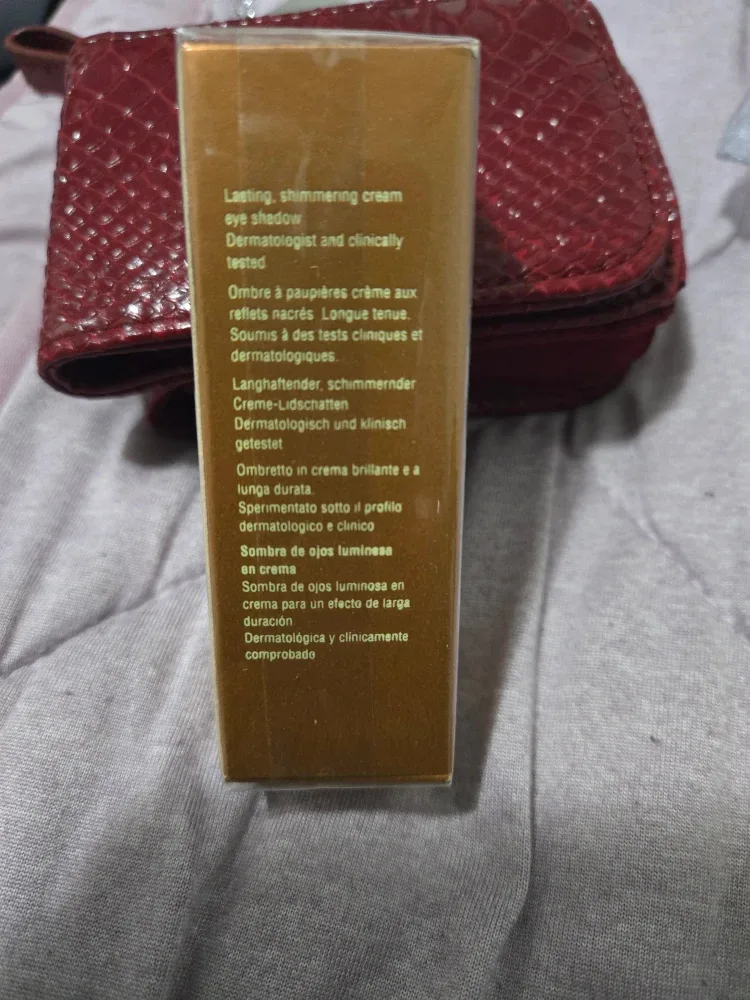 Lasting, shimmering cream
eye shadow
Dermatologist and clinically
tested
Ombre à paupières crème aux
reflets nacrés. Longue tenue.
Soumis à des tests cliniques et
dermatologiques.
Langhaftender, schimmernder
Creme-Lidschatten
Dermatologisch und klinisch
getestet
Ombretto in crema brillante e a
lunga durata.
Sperimentato sotto il profilo
dermatologico e clinico
Sombra de ojos luminosa
en crema
Sombra de ojos luminosa en
crema para un efecto de larga
duración
Dermatológica y clínicamente
comprobado